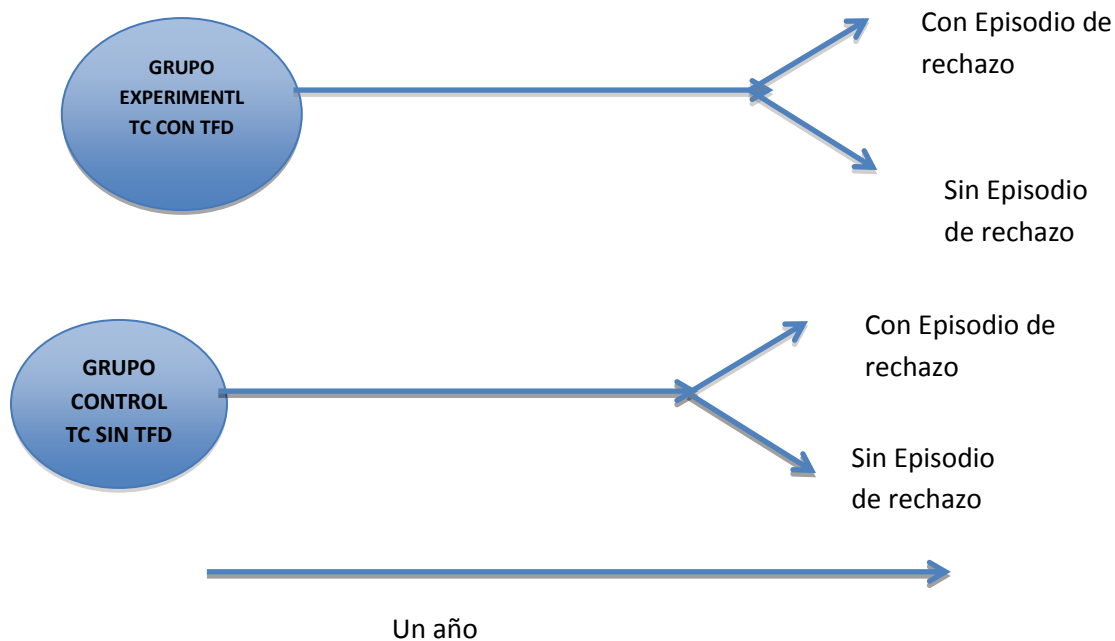 GRUPO
EXPERIMENTL
TC CON TFD
Con Episodio de
rechazo
Sin Episodio
de rechazo
GRUPO
CONTROL
TC SIN TFD
Con Episodio de
rechazo
Sin Episodio
de rechazo
Un año